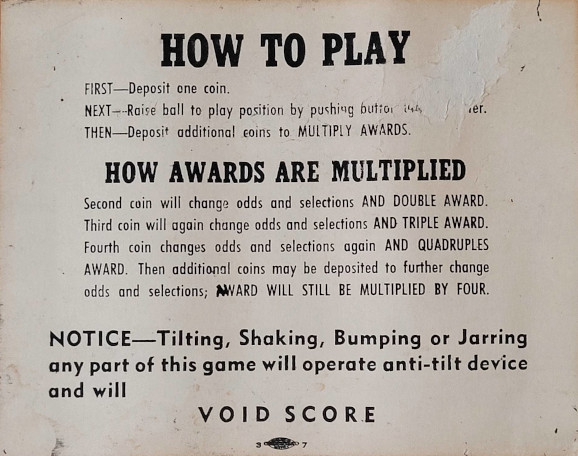 HOW TO PLAY
FIRST—Deposit one coin.
NEXT—Raise ball to play position by pushing button
THEN—Deposit additional coins to MULTIPLY AWARDS.
HOW AWARDS ARE MULTIPLIED
Second coin will change odds and selections AND DOUBLE AWARD.
Third coin will again change odds and selections AND TRIPLE AWARD.
Fourth coin changes odds and selections again AND QUADRUPLES
AWARD. Then additional coins may be deposited to further change
odds and selections; AWARD WILL STILL BE MULTIPLIED BY FOUR.
NOTICE—Tilting, Shaking, Bumping or Jarring
any part of this game will operate anti-tilt device
and will
VOID SCORE
3 7